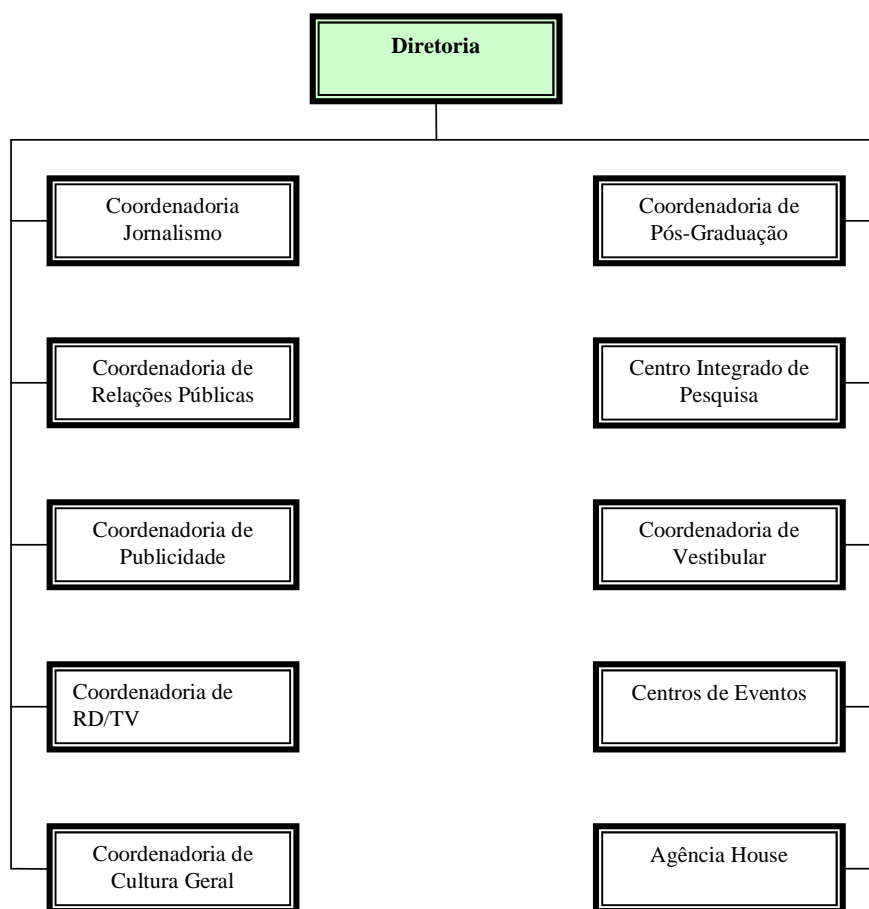 Diretoria
Coordenadoria
Jornalismo
Coordenadoria de
Relações Públicas
Coordenadoria de
Publicidade
Coordenadoria de
RD/TV
Coordenadoria de
Cultura Geral
Coordenadoria de
Pós-Graduação
Centro Integrado de
Pesquisa
Coordenadoria de
Vestibular
Centros de Eventos
Agência House